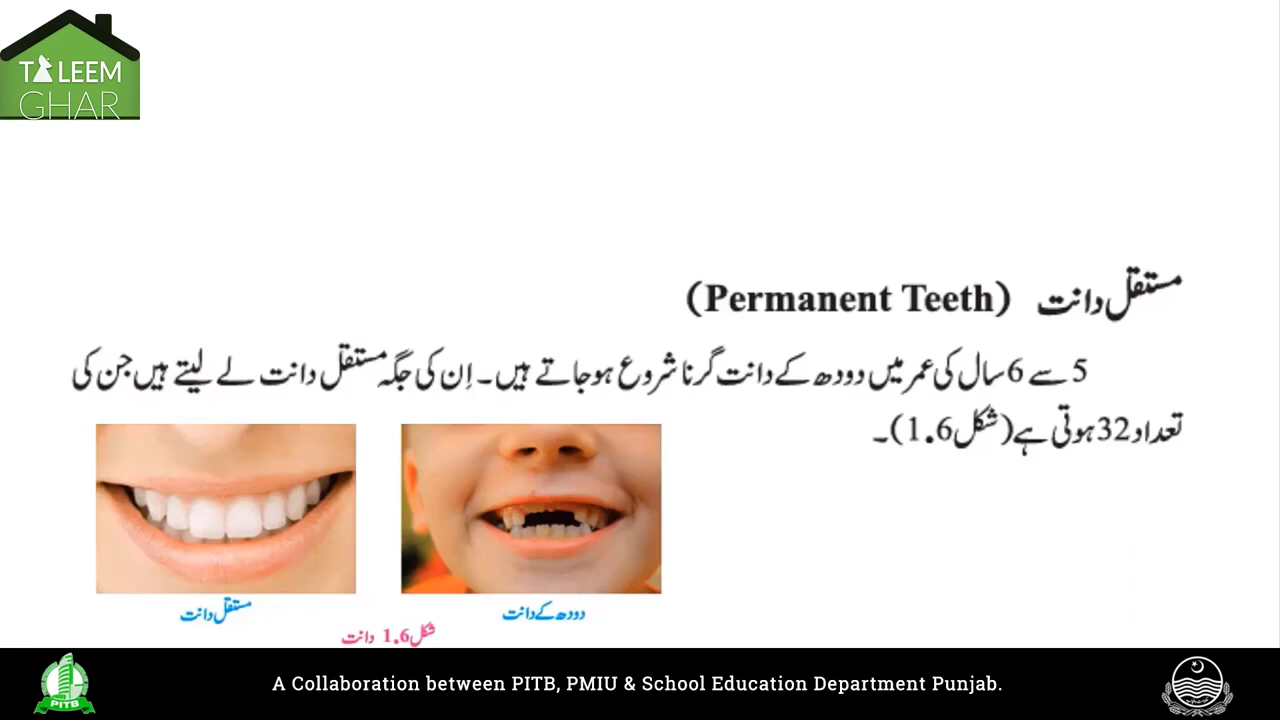 TALEEM
GHAR
مستقل دانت (Permanent Teeth)
5 سے 6 سال کی عمر میں دودھ کے دانت گرنا شروع ہو جاتے ہیں۔ اِن کی جگہ مستقل دانت لے لیتے ہیں جن کی
تعداد 32 ہوتی ہے (شکل 1.6)۔
دودھ کے دانت
مستقل دانت
شکل 1.6 دانت
PITB
A Collaboration between PITB, PMIU & School Education Department Punjab.